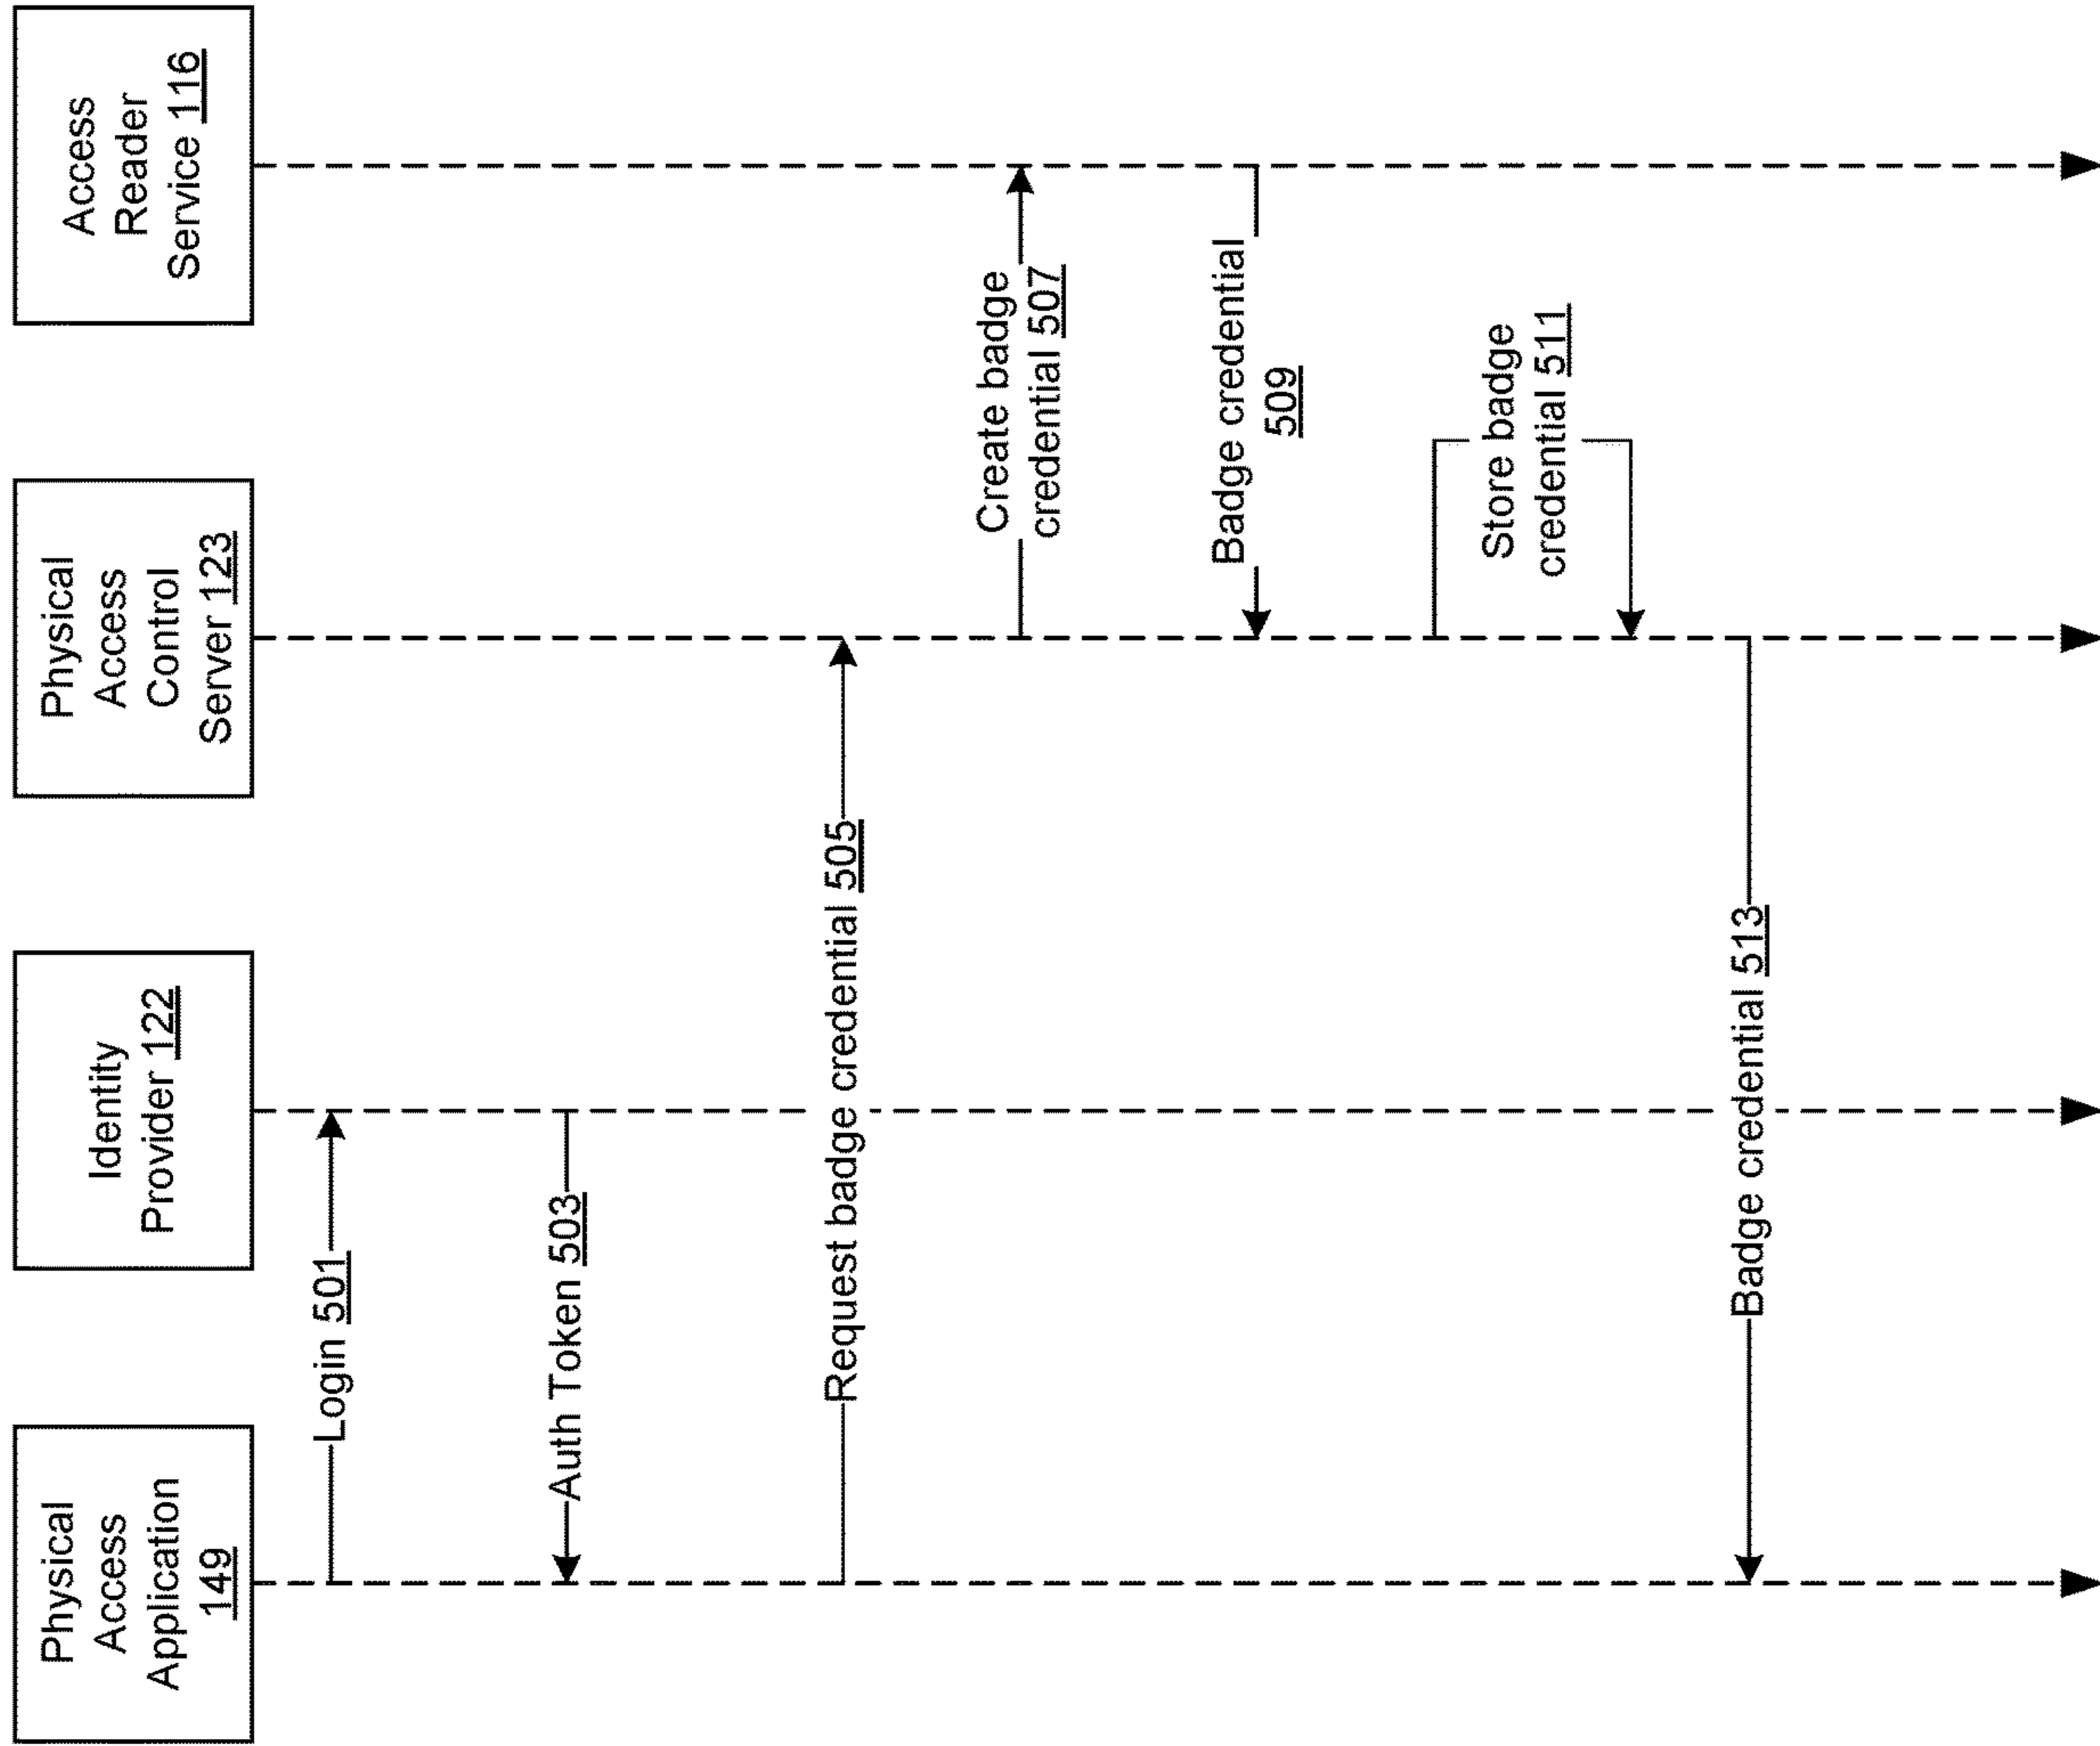 Physical
Access
Application
149
Identity
Provider 122
Physical
Access
Control
Server 123
Access
Reader
Service 116
Login 501
Auth Token 503
Request badge credential 505
Create badge
credential 507
Badge credential
509
Store badge
credential 511
Badge credential 513